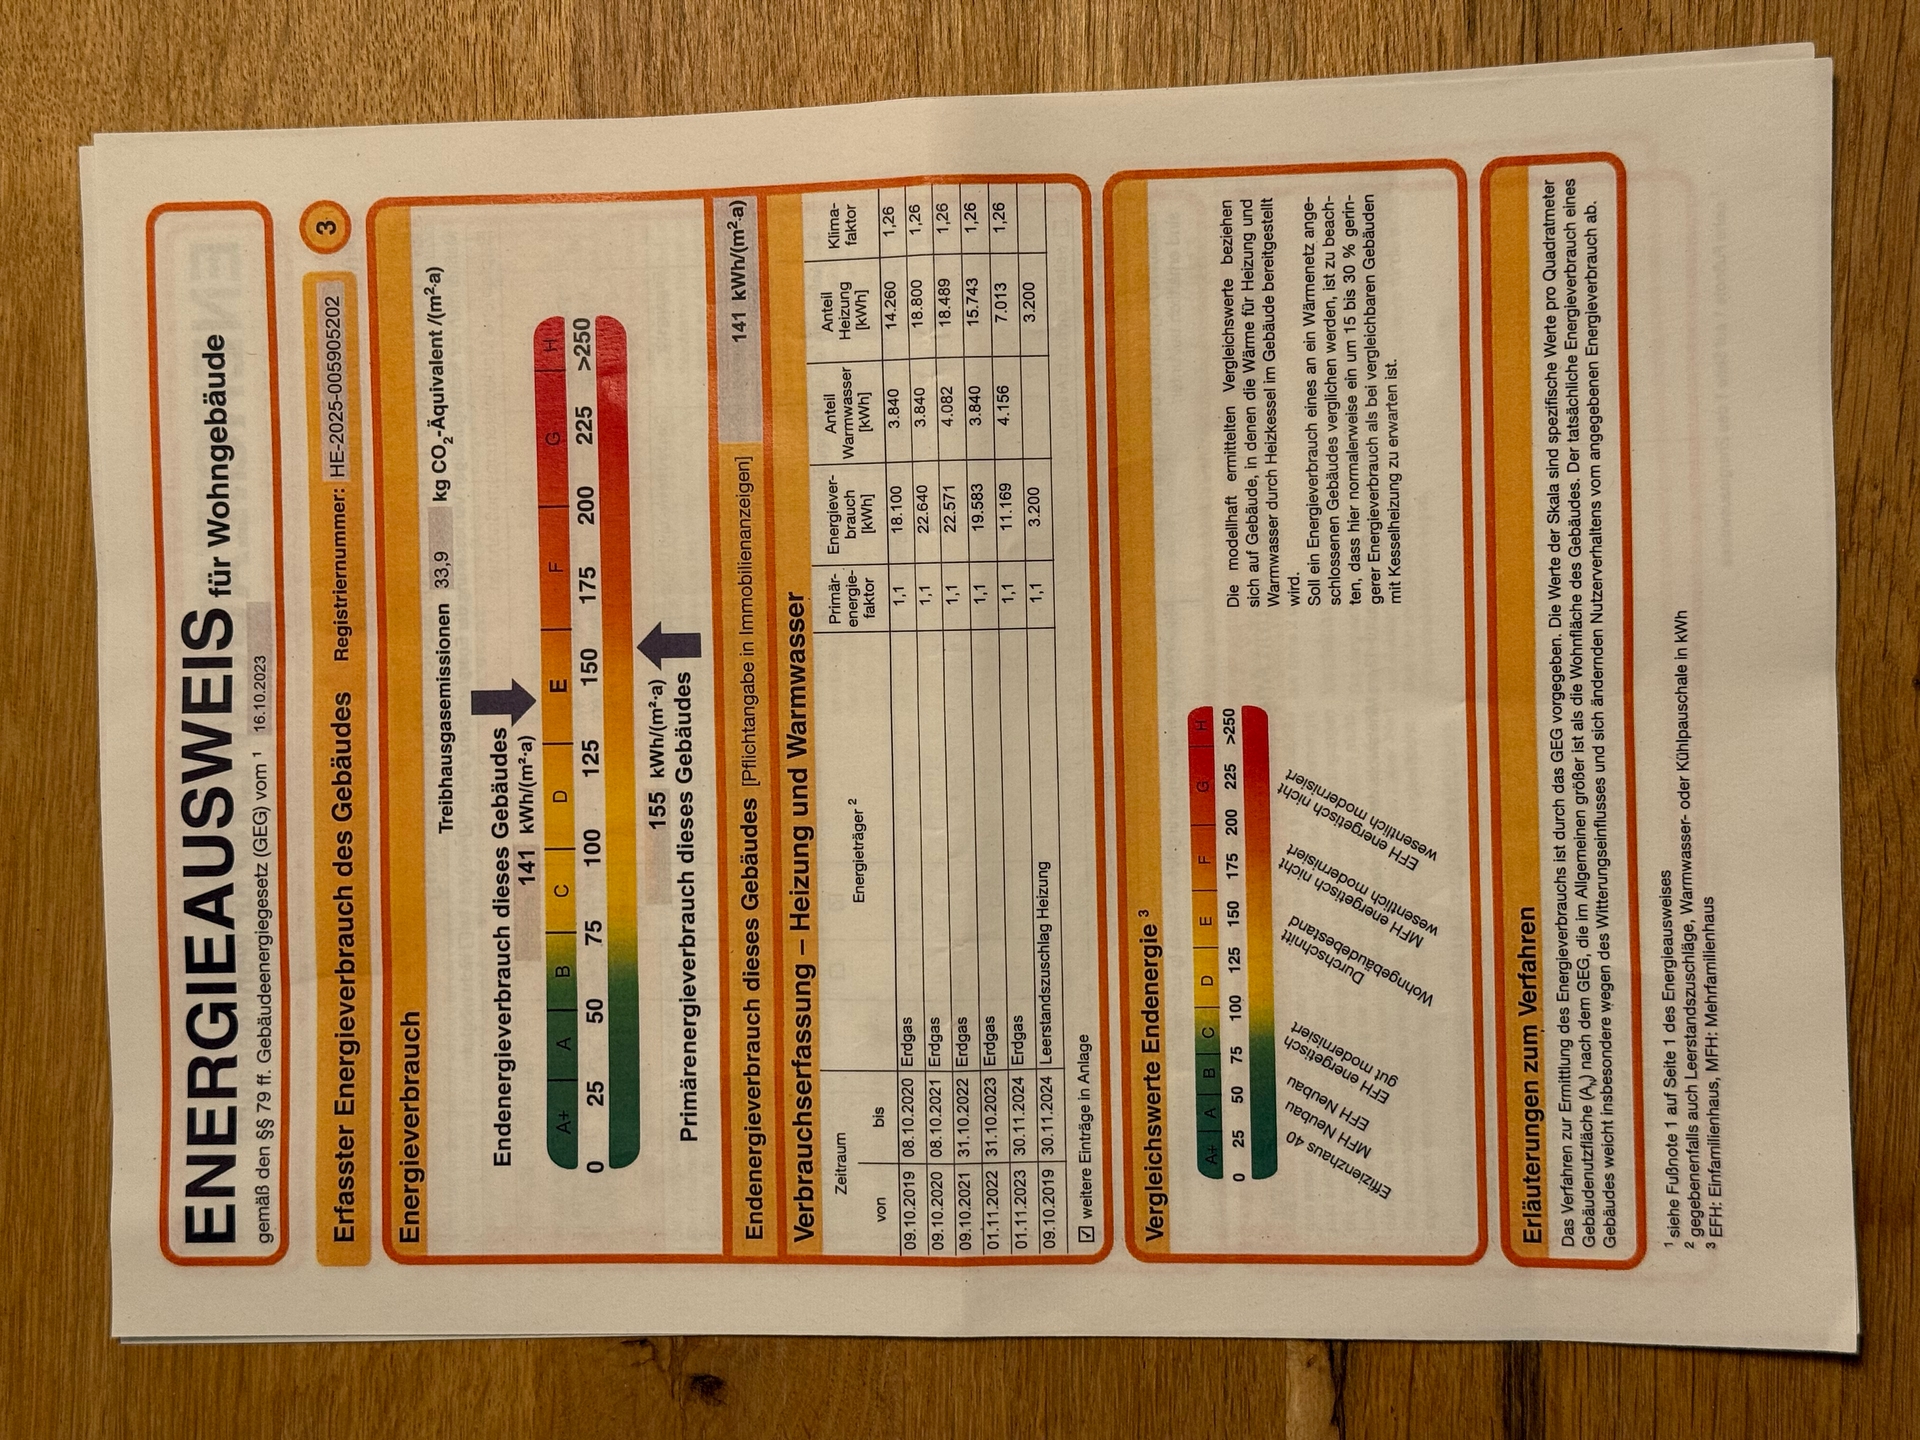 ENERGIEAUSWEIS für Wohngebäude
gemäß den §§ 79 ff. Gebäudeenergiegesetz (GEG) vom ¹ 16.10.2023
Erfasster Energieverbrauch des Gebäudes Registriernummer: HE-2025-005905202 3
Energieverbrauch
Treibhausgasemissionen 33,9 kg CO₂-Äquivalent /(m²·a)
Endenergieverbrauch dieses Gebäudes
141 kWh/(m²·a)
A+ A B C D E F G H
0 25 50 75 100 125 150 175 200 225 >250
155 kWh/(m²·a)
Primärenergieverbrauch dieses Gebäudes
Endenergieverbrauch dieses Gebäudes [Pflichtangabe in Immobilienanzeigen] 141 kWh/(m²·a)
Verbrauchserfassung – Heizung und Warmwasser
Zeitraum
von bis
Energieträger ²
Primär-
energie-
faktor
Energiever-
brauch
[kWh]
Anteil
Warmwasser
[kWh]
Anteil
Heizung
[kWh]
Klima-
faktor
09.10.2019 08.10.2020 Erdgas 1,1 18.100 3.840 14.260 1,26
09.10.2020 08.10.2021 Erdgas 1,1 22.640 3.840 18.800 1,26
09.10.2021 31.10.2022 Erdgas 1,1 22.571 4.082 18.489 1,26
01.11.2022 31.10.2023 Erdgas 1,1 19.583 3.840 15.743 1,26
01.11.2023 30.11.2024 Erdgas 1,1 11.169 4.156 7.013 1,26
09.10.2019 30.11.2024 Leerstandszuschlag Heizung 1,1 3.200 3.200
☑ weitere Einträge in Anlage
Vergleichswerte Endenergie ³
A+ A B C D E F G H
0 25 50 75 100 125 150 175 200 225 >250
Effizienzhaus 40
MFH Neubau
EFH Neubau
EFH energetisch
gut modernisiert
Durchschnitt
Wohngebäudebestand
MFH energetisch nicht
wesentlich modernisiert
EFH energetisch nicht
wesentlich modernisiert
Die modellhaft ermittelten Vergleichswerte beziehen
sich auf Gebäude, in denen die Wärme für Heizung und
Warmwasser durch Heizkessel im Gebäude bereitgestellt
wird.
Soll ein Energieverbrauch eines an ein Wärmenetz ange-
schlossenen Gebäudes verglichen werden, ist zu beach-
ten, dass hier normalerweise ein um 15 bis 30 % gerin-
gerer Energieverbrauch als bei vergleichbaren Gebäuden
mit Kesselheizung zu erwarten ist.
Erläuterungen zum Verfahren
Das Verfahren zur Ermittlung des Energieverbrauchs ist durch das GEG vorgegeben. Die Werte der Skala sind spezifische Werte pro Quadratmeter
Gebäudenutzfläche (A_N) nach dem GEG, die im Allgemeinen größer ist als die Wohnfläche des Gebäudes. Der tatsächliche Energieverbrauch eines
Gebäudes weicht insbesondere wegen des Witterungseinflusses und sich ändernden Nutzerverhaltens vom angegebenen Energieverbrauch ab.
¹ siehe Fußnote 1 auf Seite 1 des Energieausweises
² gegebenenfalls auch Leerstandszuschläge, Warmwasser- oder Kühlpauschale in kWh
³ EFH: Einfamilienhaus, MFH: Mehrfamilienhaus